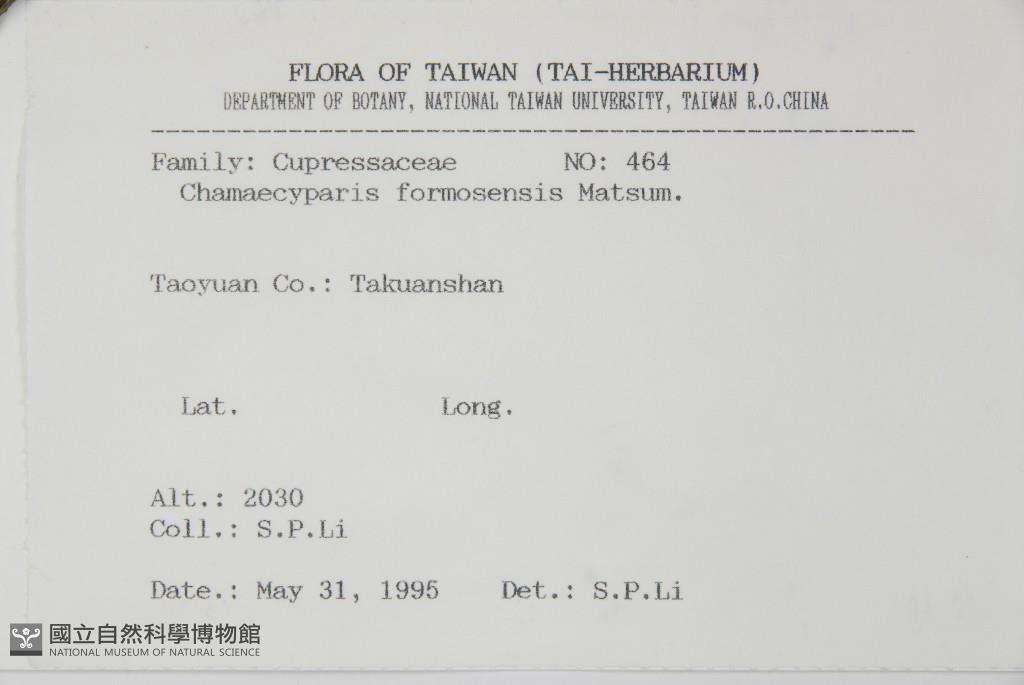 FLORA OF TAIWAN (TAI-HERBARIUM)
DEPARTMENT OF BOTANY, NATIONAL TAIWAN UNIVERSITY, TAIWAN R.O.CHINA
--------------------------------------------------
Family: Cupressaceae NO: 464
Chamaecyparis formosensis Matsum.
Taoyuan Co.: Takuanshan
Lat. Long.
Alt.: 2030
Coll.: S.P.Li
Date.: May 31, 1995 Det.: S.P.Li
國立自然科學博物館
NATIONAL MUSEUM OF NATURAL SCIENCE